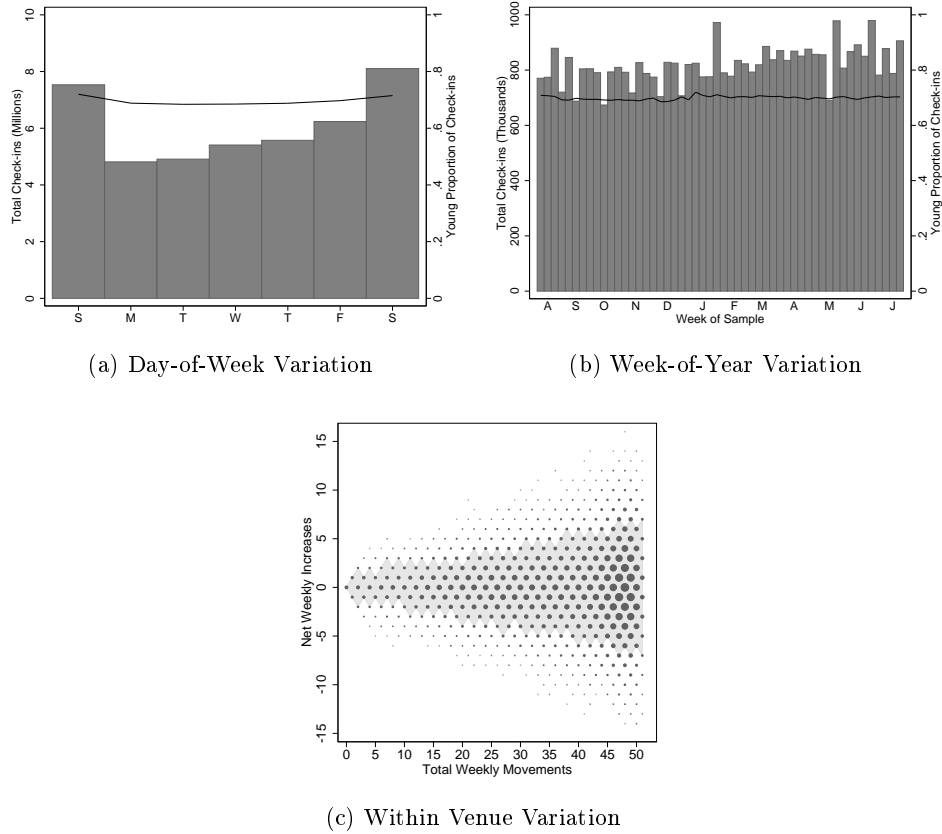 0 2 4 6 8 10
Total Check-ins (Millions)
0 .2 .4 .6 .8 1
Young Proportion of Check-ins
S M T W T F S
(a) Day-of-Week Variation
0 200 400 600 800 1000
Total Check-ins (Thousands)
0 .2 .4 .6 .8 1
Young Proportion of Check-ins
A S O N D J F M A M J J
Week of Sample
(b) Week-of-Year Variation
-15 -10 -5 0 5 10 15
Net Weekly Increases
0 5 10 15 20 25 30 35 40 45 50
Total Weekly Movements
(c) Within Venue Variation